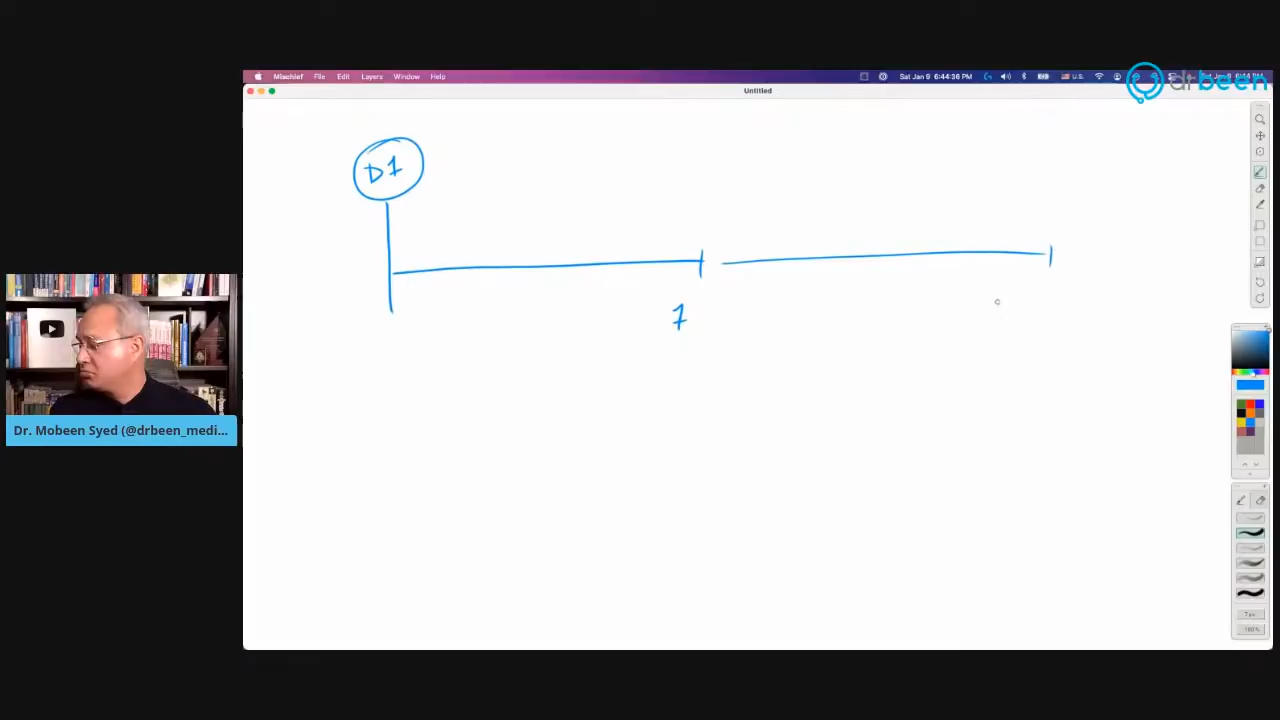 Mischief File Edit Layers Window Help
Sat Jan 9 6:44:36 PM
U.S.
drbeen
Untitled
D1
7
Dr. Mobeen Syed (@drbeen_medi...
100%